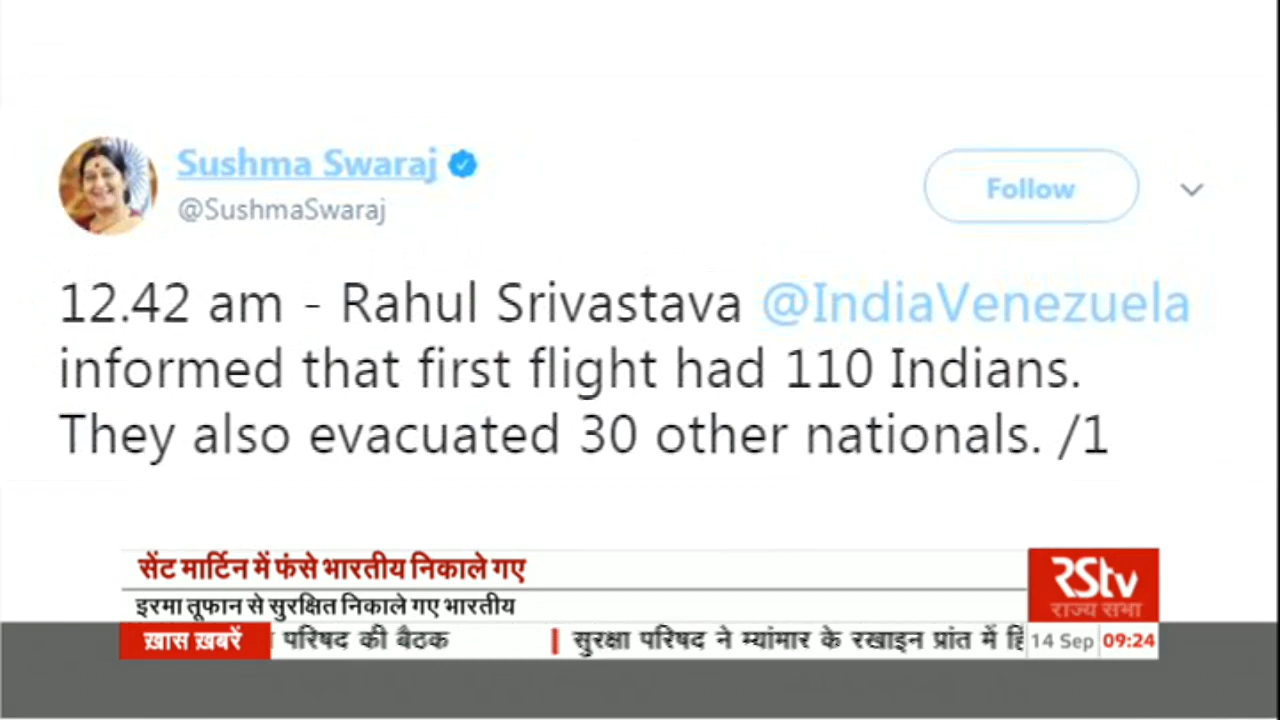 Sushma Swaraj
@SushmaSwaraj
Follow
12.42 am - Rahul Srivastava @IndiaVenezuela
informed that first flight had 110 Indians.
They also evacuated 30 other nationals. /1
सेंट मार्टिन में फंसे भारतीय निकाले गए
इरमा तूफान से सुरक्षित निकाले गए भारतीय
RStv
राज्य सभा
ख़ास ख़बरें
परिषद की बैठक
सुरक्षा परिषद ने म्यांमार के रखाइन प्रांत में
14 Sep 09:24